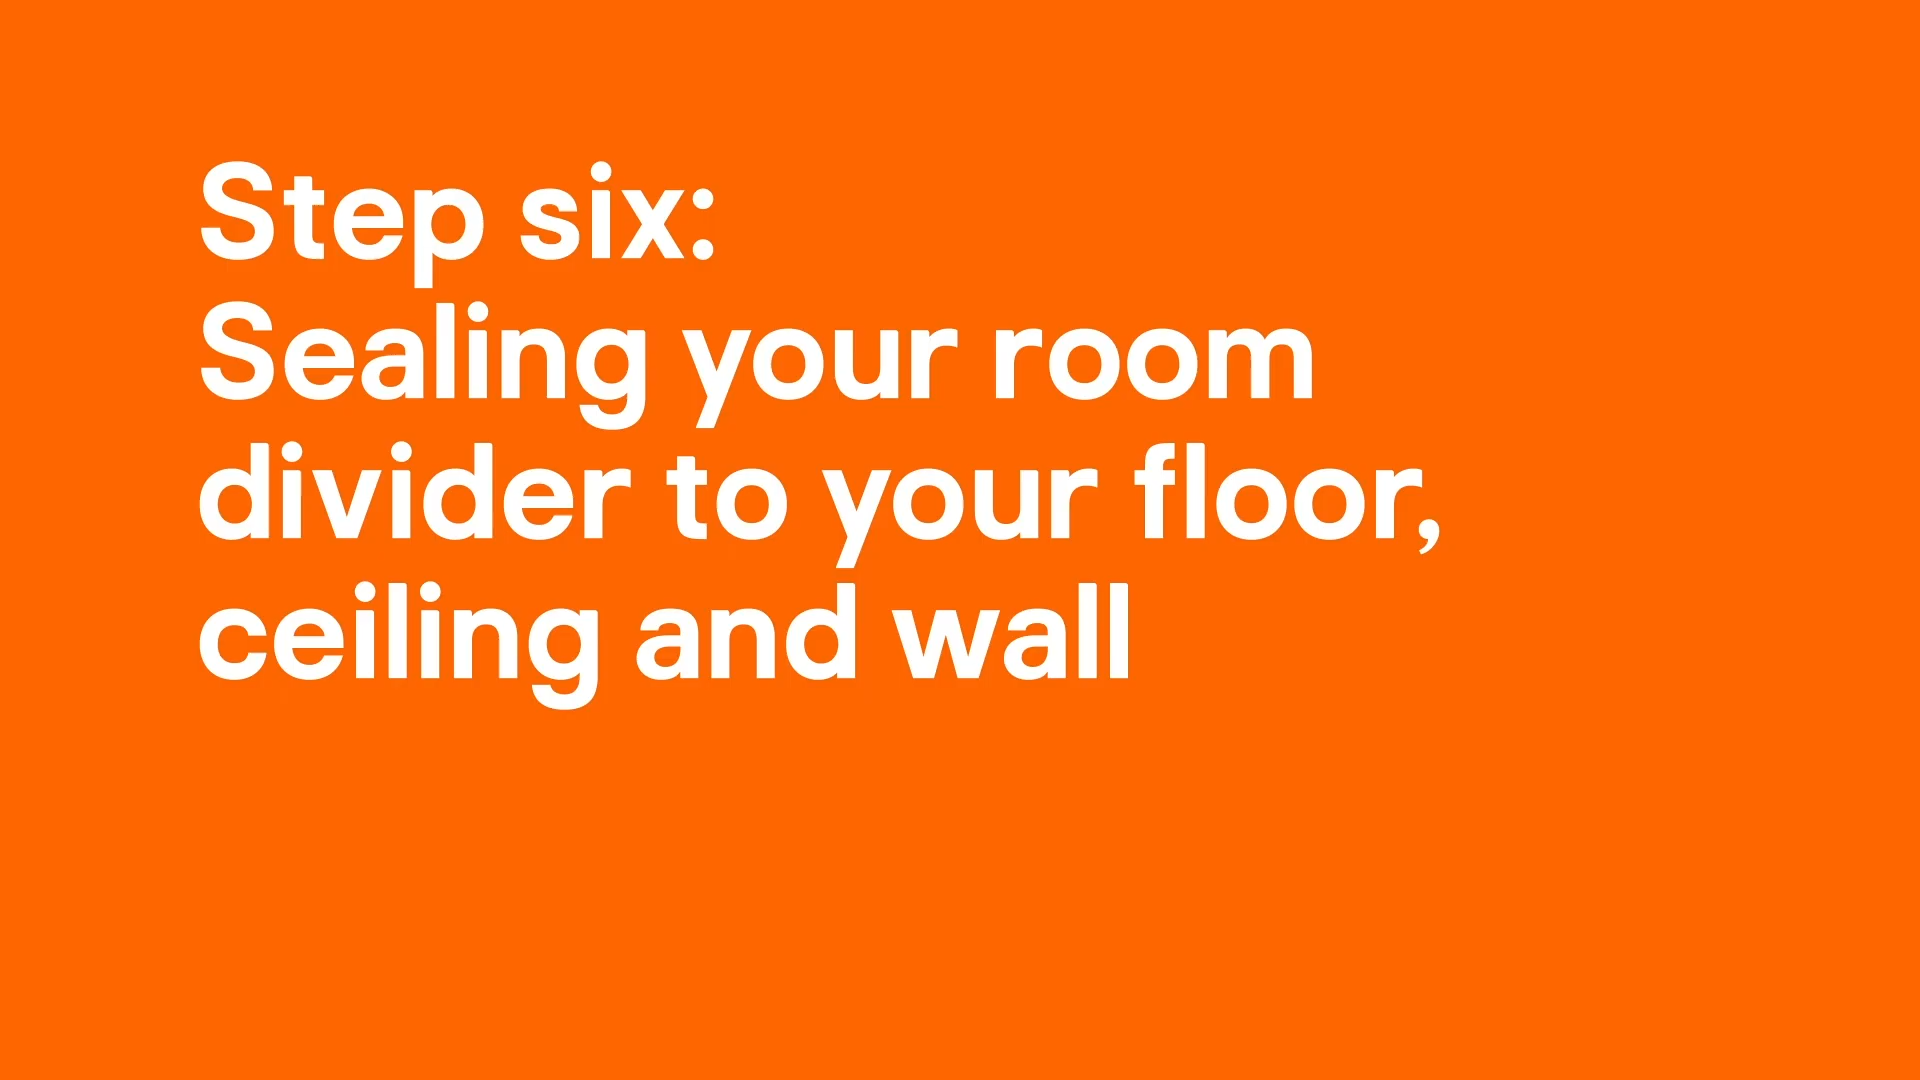 Step six:
Sealing your room
divider to your floor,
ceiling and wall